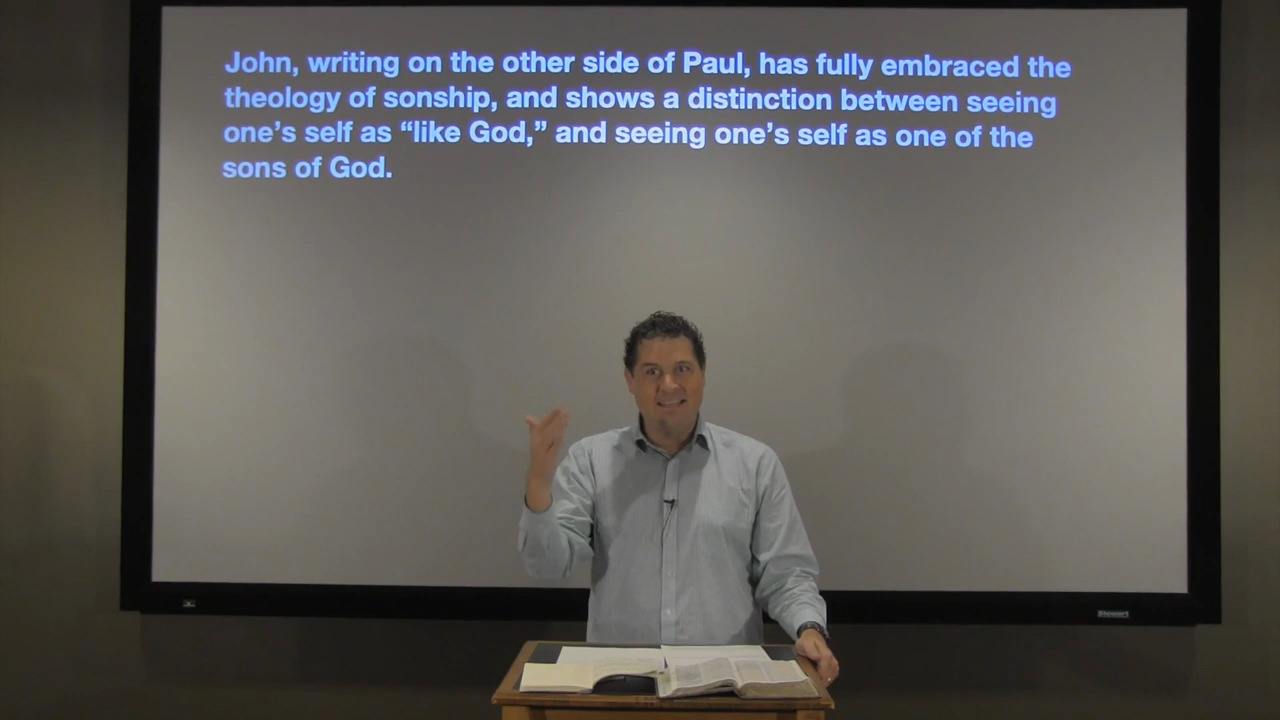 John, writing on the other side of Paul, has fully embraced the
theology of sonship, and shows a distinction between seeing
one’s self as “like God,” and seeing one’s self as one of the
sons of God.
Stewart